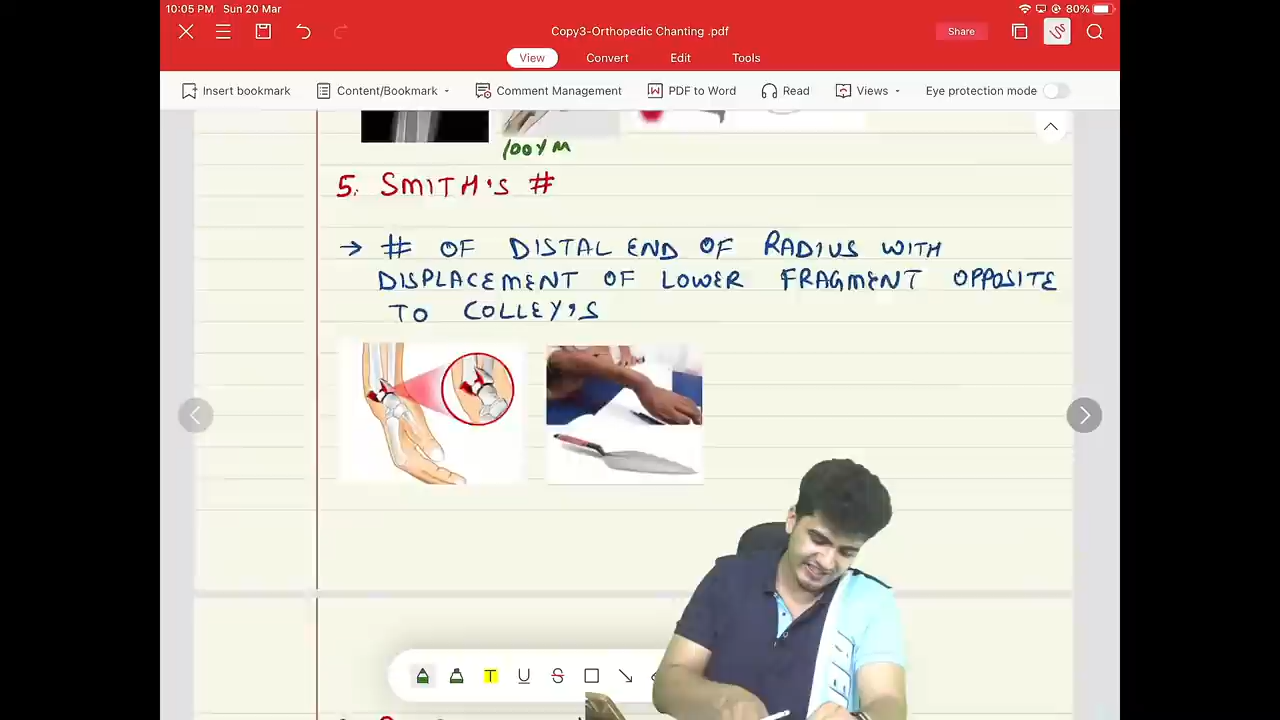 10:05 PM Sun 20 Mar
80%
Copy3-Orthopedic Chanting .pdf
Share
View Convert Edit Tools
Insert bookmark Content/Bookmark Comment Management PDF to Word Read Views Eye protection mode
100Y M
5. SMITH'S #
→ # OF DISTAL END OF RADIUS WITH
DISPLACEMENT OF LOWER FRAGMENT OPPOSITE
TO COLLEY'S
T U S